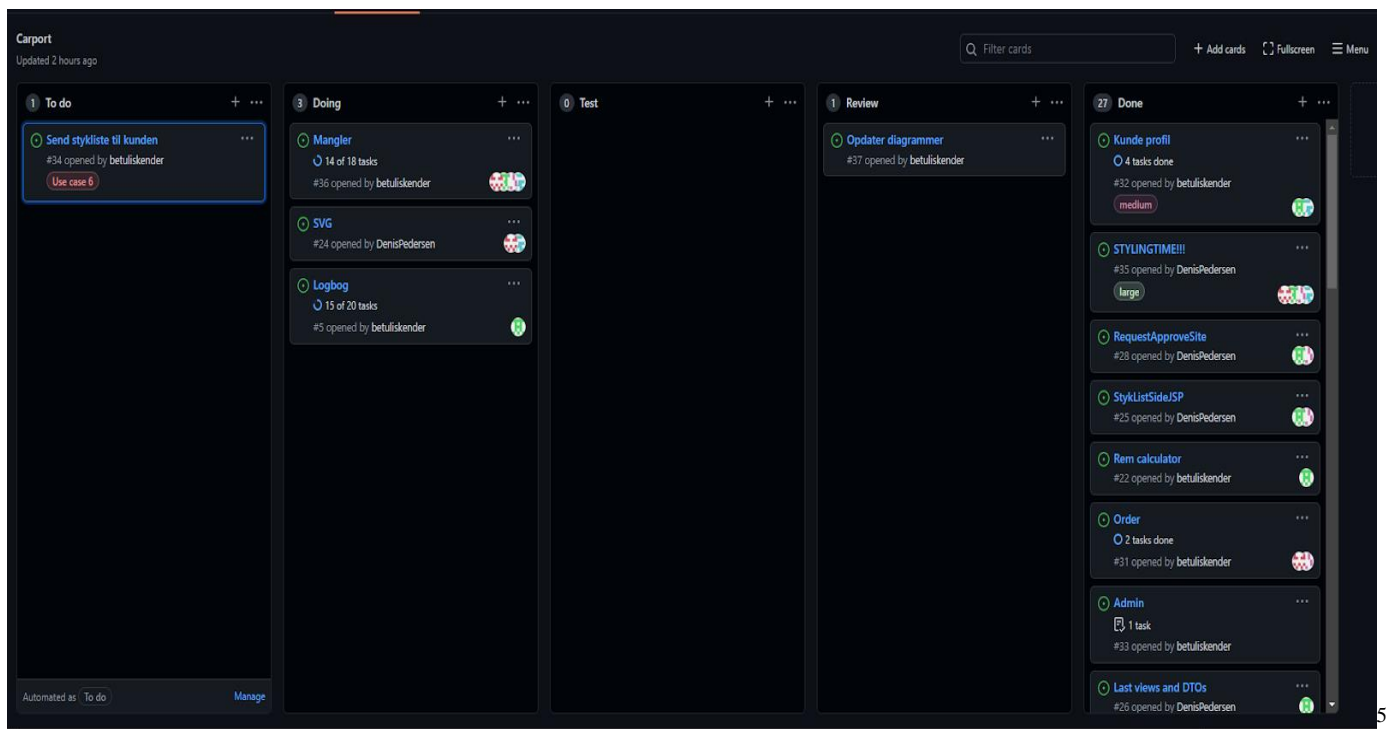 Carport
Updated 2 hours ago
Filter cards
+ Add cards
Fullscreen
Menu
1 To do
Send stykliste til kunden
#34 opened by betuliskender
Use case 6
Automated as To do
Manage
3 Doing
Mangler
14 of 18 tasks
#36 opened by betuliskender
SVG
#24 opened by DenisPedersen
Logbog
15 of 20 tasks
#5 opened by betuliskender
0 Test
1 Review
Opdater diagrammer
#37 opened by betuliskender
27 Done
Kunde profil
4 tasks done
#32 opened by betuliskender
medium
STYLINGTIME!!!
#35 opened by DenisPedersen
large
RequestApproveSite
#28 opened by DenisPedersen
StykListSideJSP
#25 opened by DenisPedersen
Rem calculator
#22 opened by betuliskender
Order
2 tasks done
#31 opened by betuliskender
Admin
1 task
#33 opened by betuliskender
Last views and DTOs
#26 opened by DenisPedersen
5